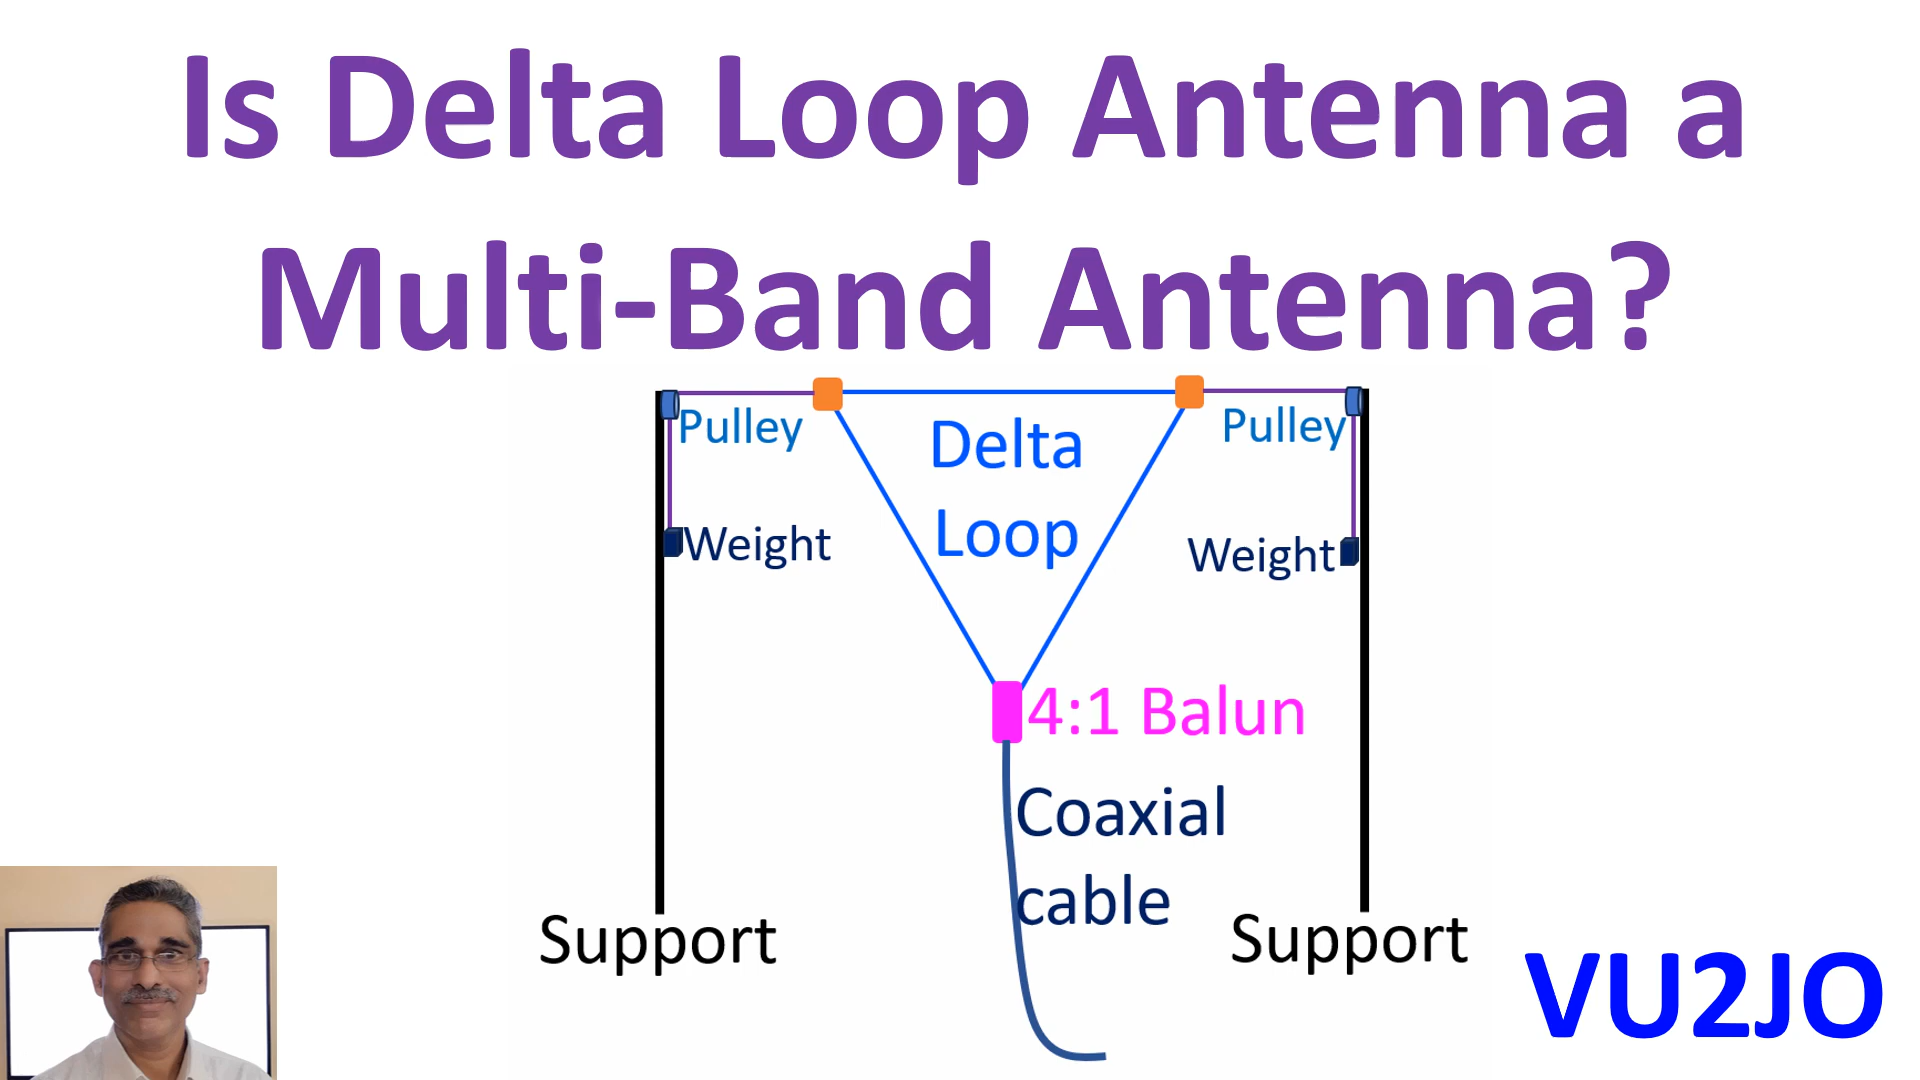 Is Delta Loop Antenna a
Multi-Band Antenna?
Pulley
Pulley
Delta
Loop
Weight
Weight
4:1 Balun
Coaxial
cable
Support
Support
VU2JO